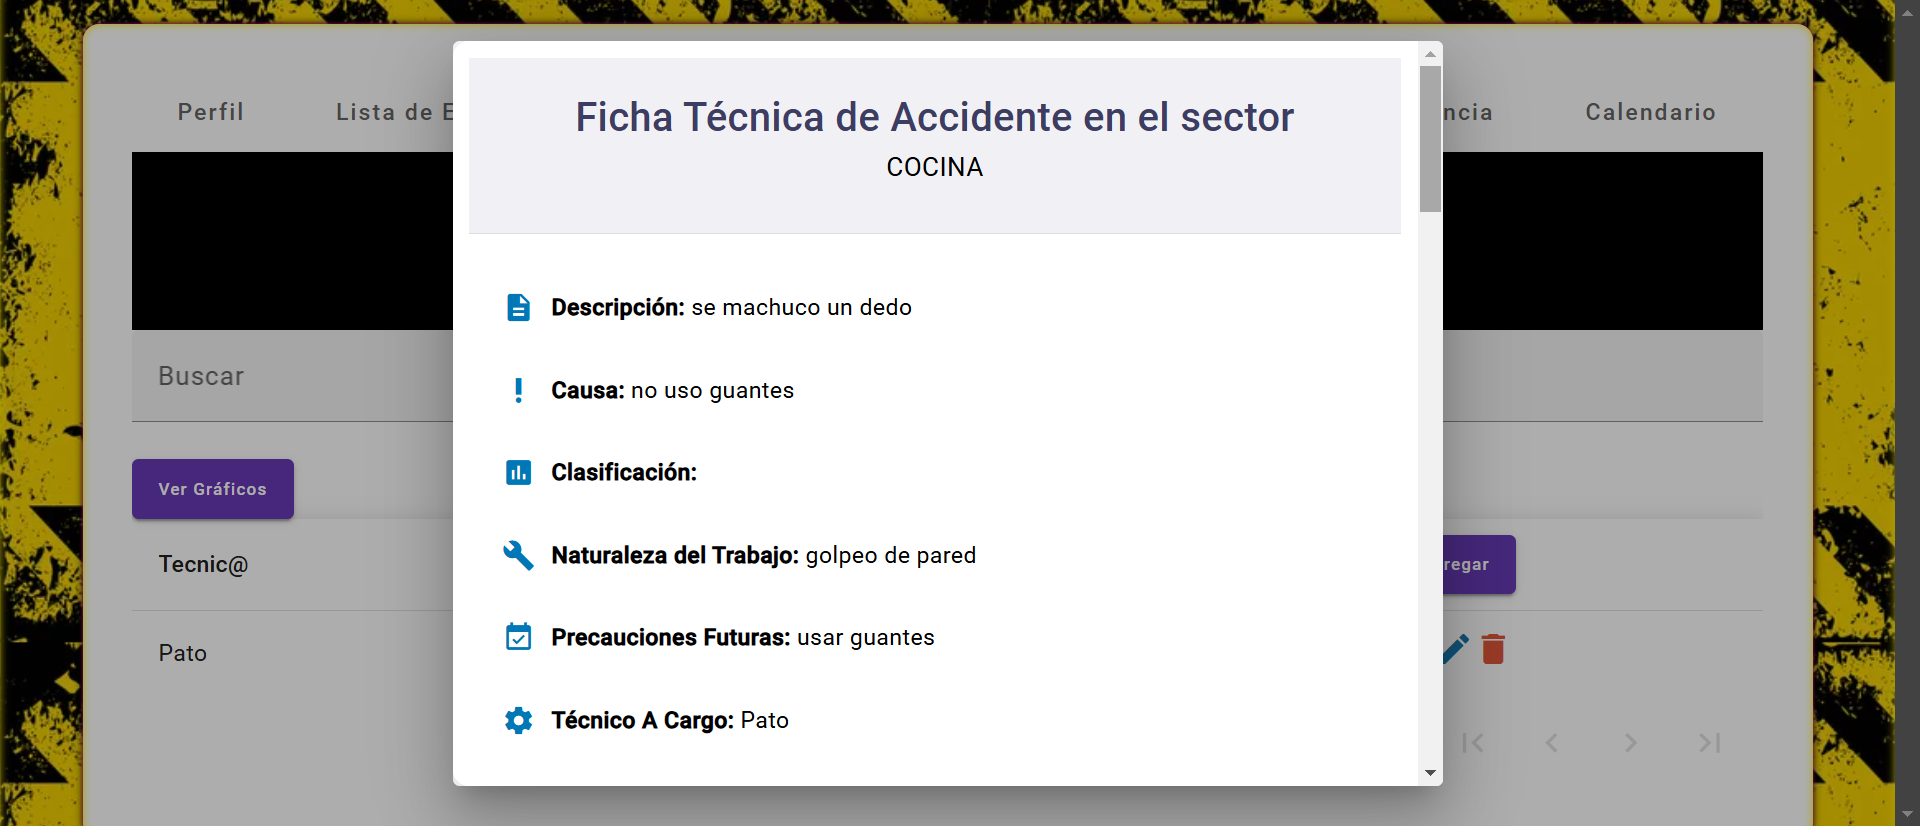 Perfil
Lista de E
ncia
Calendario
Ficha Técnica de Accidente en el sector
COCINA
Buscar
Descripción: se machuco un dedo
Causa: no uso guantes
Clasificación:
Naturaleza del Trabajo: golpeo de pared
Precauciones Futuras: usar guantes
Técnico A Cargo: Pato
Ver Gráficos
Tecnic@
regar
Pato